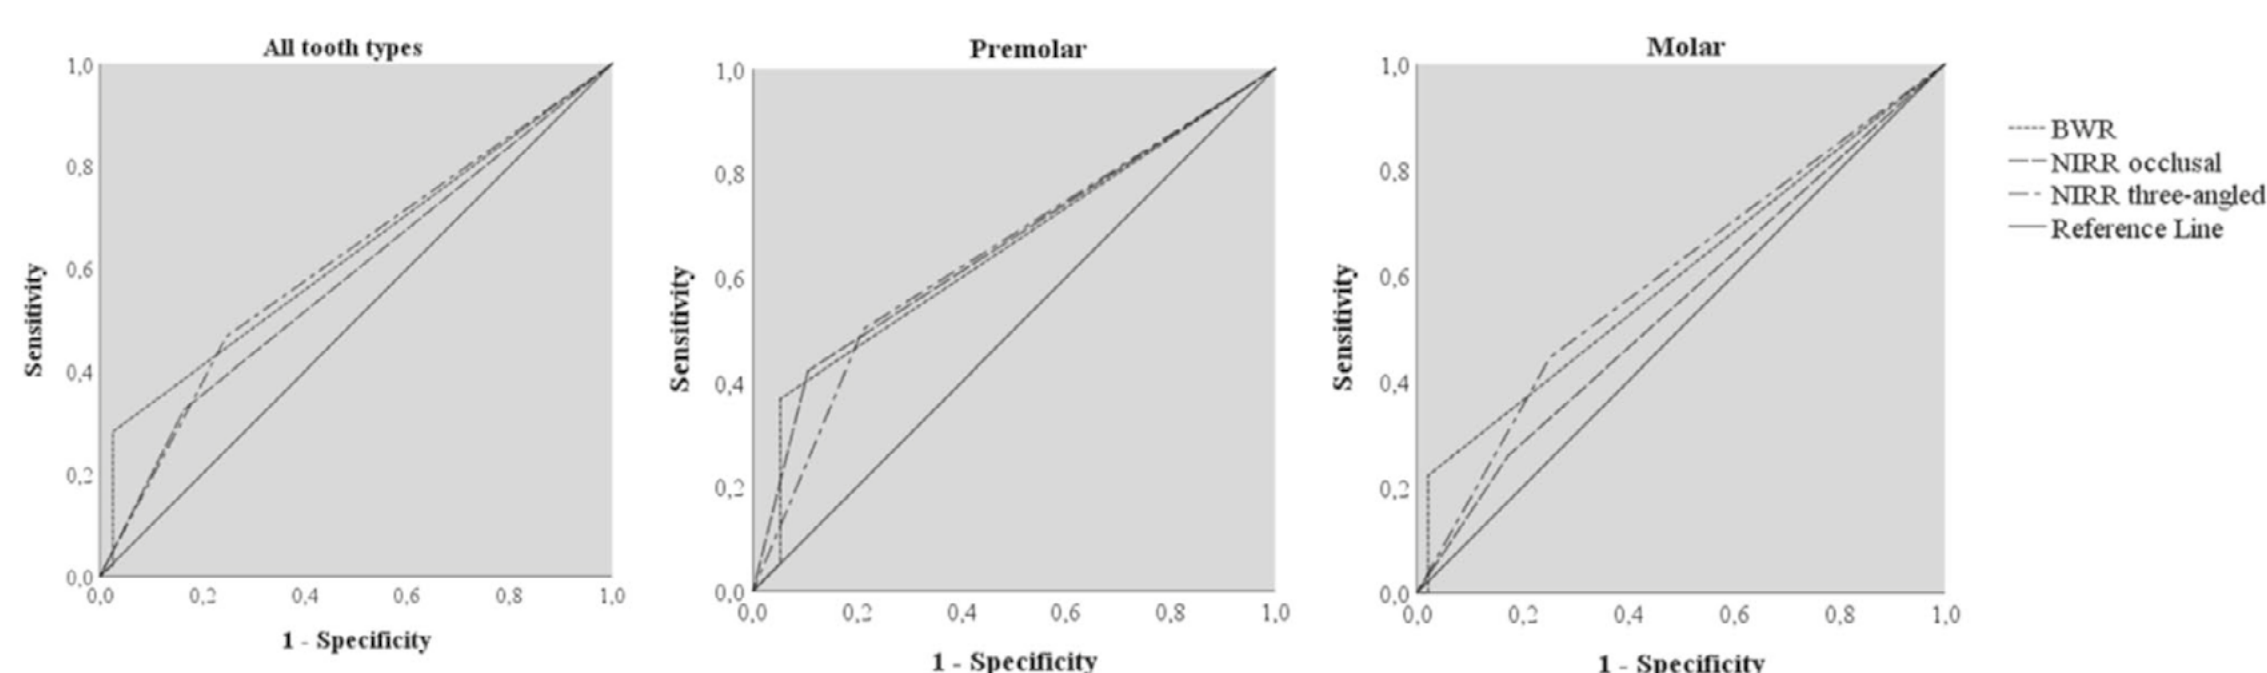 All tooth types
1,0
0,8
0,6
0,4
0,2
0,0
0,0 0,2 0,4 0,6 0,8 1,0
Sensitivity
1 - Specificity
Premolar
1,0
0,8
0,6
0,4
0,2
0,0
0,0 0,2 0,4 0,6 0,8 1,0
Sensitivity
1 - Specificity
Molar
1,0
0,8
0,6
0,4
0,2
0,0
0,0 0,2 0,4 0,6 0,8 1,0
Sensitivity
1 - Specificity
BWR
NIRR occlusal
NIRR three-angled
Reference Line